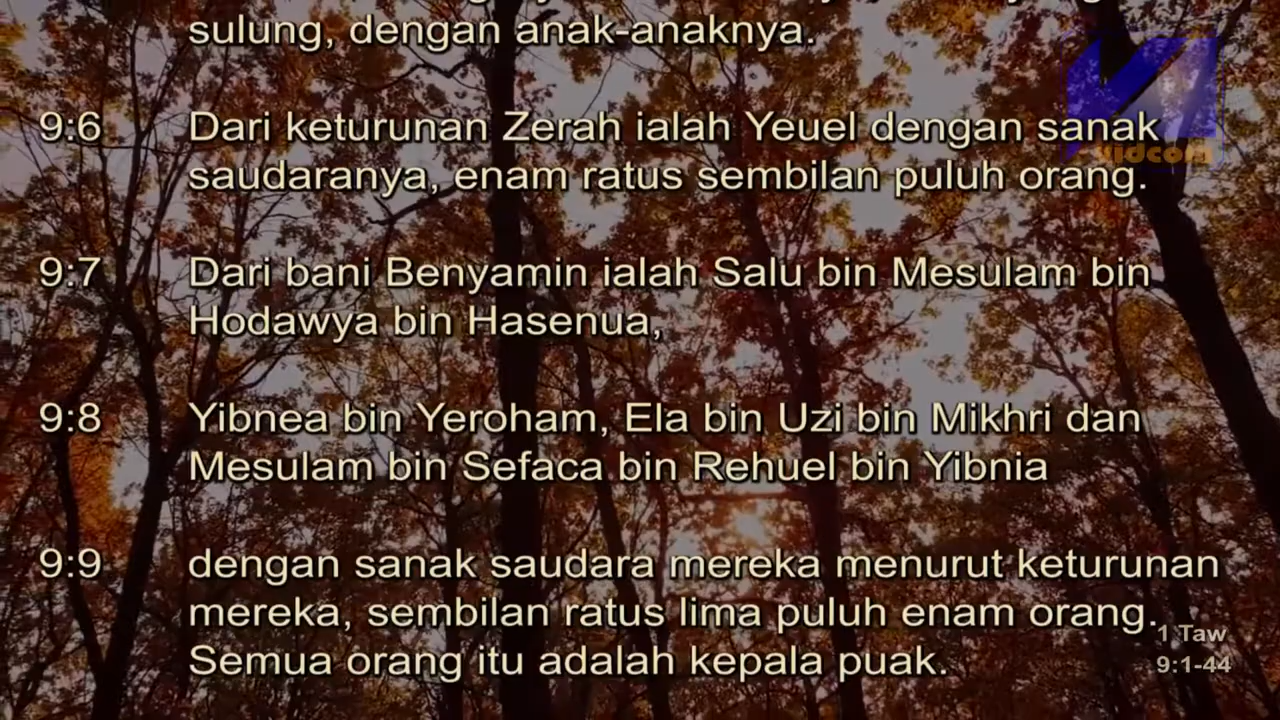 sulung, dengan anak-anaknya.
9:6 Dari keturunan Zerah ialah Yeuel dengan sanak
saudaranya, enam ratus sembilan puluh orang.
9:7 Dari bani Benyamin ialah Salu bin Mesulam bin
Hodawya bin Hasenua,
9:8 Yibnea bin Yeroham, Ela bin Uzi bin Mikhri dan
Mesulam bin Sefaca bin Rehuel bin Yibnia
9:9 dengan sanak saudara mereka menurut keturunan
mereka, sembilan ratus lima puluh enam orang.
Semua orang itu adalah kepala puak.
1 Taw
9:1-44
vidcom